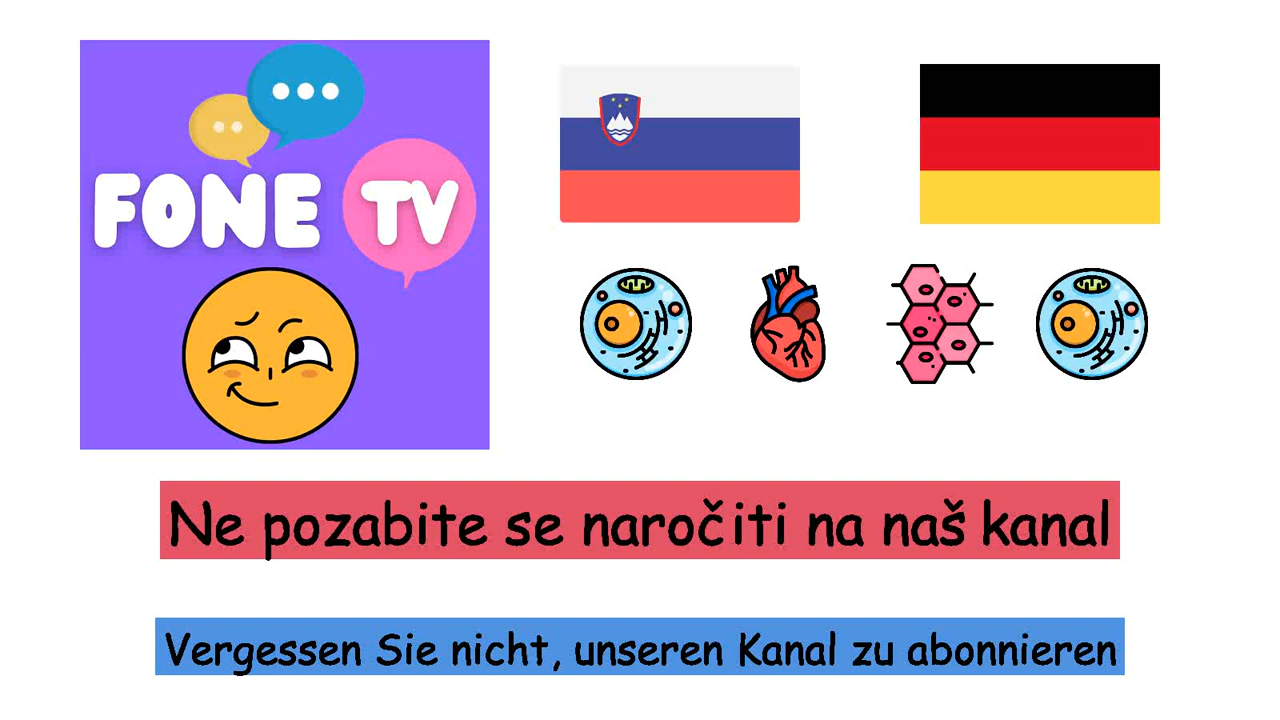 FONE TV
Ne pozabite se naročiti na naš kanal
Vergessen Sie nicht, unseren Kanal zu abonnieren